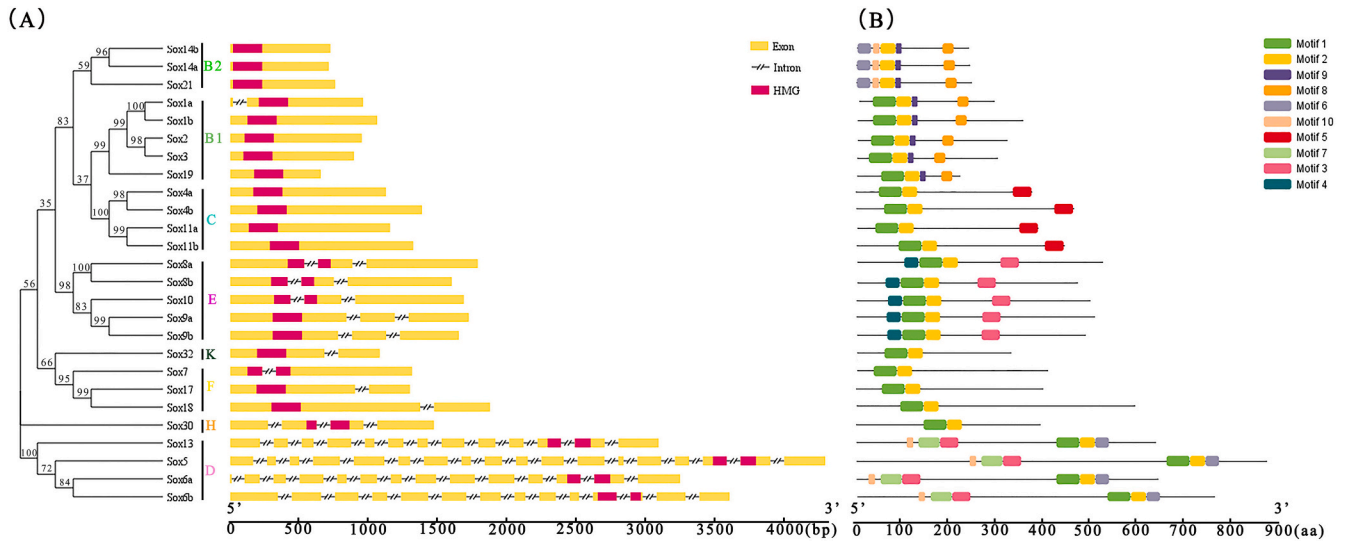 (A)
(B)
96
59
83
100
99
98
99
37
98
100
99
35
100
98
83
99
56
66
95
99
100
72
84
Sox14b
Sox14a
Sox21
Sox1a
Sox1b
Sox2
Sox3
Sox19
Sox4a
Sox4b
Sox11a
Sox11b
Sox8a
Sox8b
Sox10
Sox9a
Sox9b
Sox32
Sox7
Sox17
Sox18
Sox30
Sox13
Sox5
Sox6a
Sox6b
B2
B1
C
E
K
F
H
D
Exon
Intron
HMG
5’ 3’
0 500 1000 1500 2000 2500 3000 3500 4000 (bp)
Motif 1
Motif 2
Motif 9
Motif 8
Motif 6
Motif 10
Motif 5
Motif 7
Motif 3
Motif 4
5’ 3’
0 100 200 300 400 500 600 700 800 900(aa)